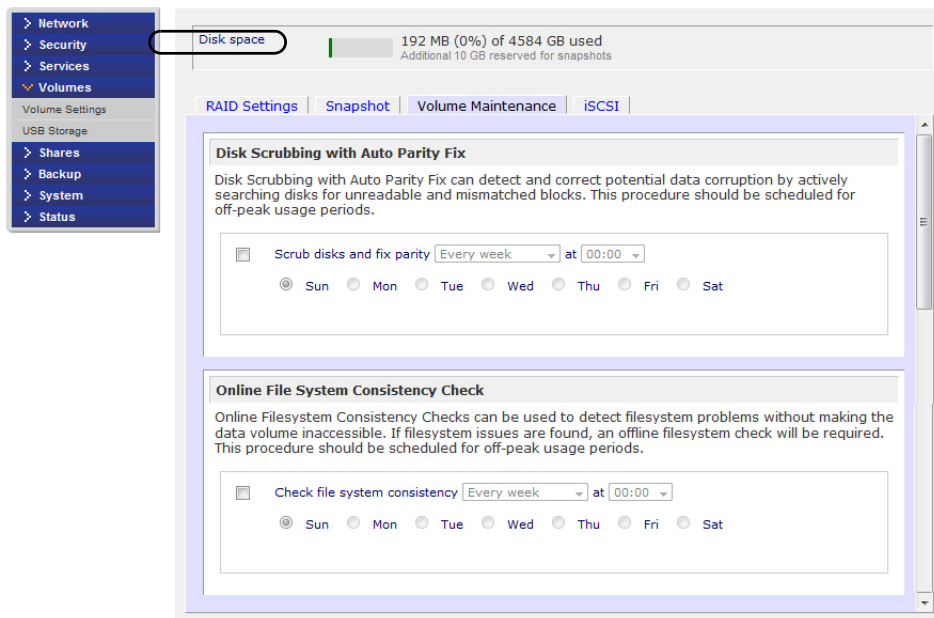 Network
Security
Services
Volumes
Volume Settings
USB Storage
Shares
Backup
System
Status
Disk space
192 MB (0%) of 4584 GB used
Additional 10 GB reserved for snapshots
RAID Settings Snapshot Volume Maintenance iSCSI
Disk Scrubbing with Auto Parity Fix
Disk Scrubbing with Auto Parity Fix can detect and correct potential data corruption by actively
searching disks for unreadable and mismatched blocks. This procedure should be scheduled for
off-peak usage periods.
Scrub disks and fix parity Every week at 00:00
Sun Mon Tue Wed Thu Fri Sat
Online File System Consistency Check
Online Filesystem Consistency Checks can be used to detect filesystem problems without making the
data volume inaccessible. If filesystem issues are found, an offline filesystem check will be required.
This procedure should be scheduled for off-peak usage periods.
Check file system consistency Every week at 00:00
Sun Mon Tue Wed Thu Fri Sat